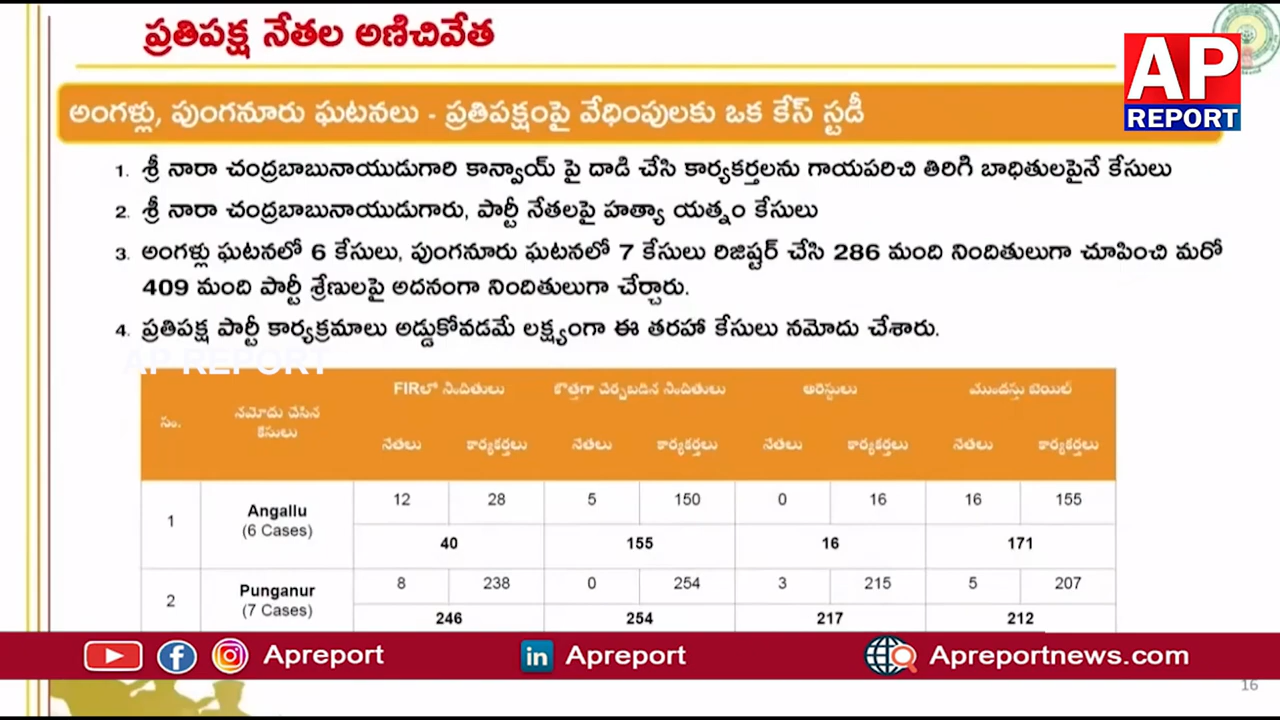 ప్రతిపక్ష నేతల అణిచివేత
AP
REPORT
అంగళ్లు, పుంగనూరు ఘటనలు - ప్రతిపక్షంపై వేధింపులకు ఒక కేస్ స్టడీ
1. శ్రీ నారా చంద్రబాబునాయుడుగారి కాన్వాయ్ పై దాడి చేసి కార్యకర్తలను గాయపరిచి తిరిగి బాధితులపైనే కేసులు
2. శ్రీ నారా చంద్రబాబునాయుడుగారు, పార్టీ నేతలపై హత్యా యత్నం కేసులు
3. అంగళ్లు ఘటనలో 6 కేసులు, పుంగనూరు ఘటనలో 7 కేసులు రిజిష్టర్ చేసి 286 మంది నిందితులుగా చూపించి మరో
409 మంది పార్టీ శ్రేణులపై అదనంగా నిందితులుగా చేర్చారు.
4. ప్రతిపక్ష పార్టీ కార్యక్రమాలు అడ్డుకోవడమే లక్ష్యంగా ఈ తరహా కేసులు నమోదు చేశారు.
AP REPORT
సం. నమోదు చేసిన కేసులు FIRలో నిందితులు కొత్తగా చేర్చబడిన నిందితులు అరెస్టులు ముందస్తు బెయిల్
నేతలు కార్యకర్తలు నేతలు కార్యకర్తలు నేతలు కార్యకర్తలు నేతలు కార్యకర్తలు
1 Angallu (6 Cases) 12 28 5 150 0 16 16 155
40 155 16 171
2 Punganur (7 Cases) 8 238 0 254 3 215 5 207
246 254 217 212
Apreport in Apreport Apreportnews.com
16